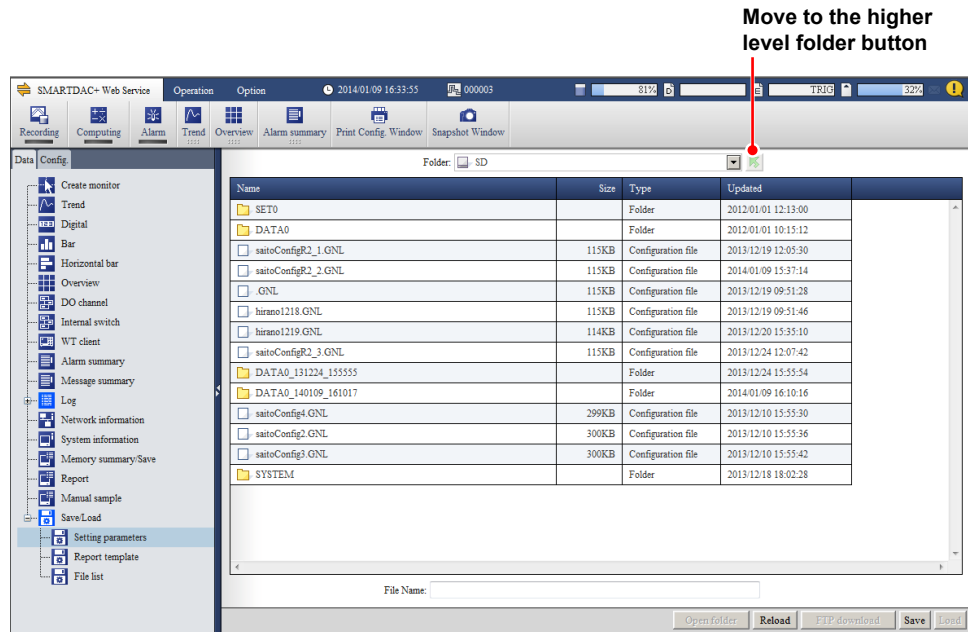 Move to the higher
level folder button
SMARTDAC+ Web Service Operation Option 2014/01/09 16:33:55 000003 81% D E TRIG 32%
Recording Computing Alarm Trend Overview Alarm summary Print Config. Window Snapshot Window
Data Config.
Folder: SD
Create monitor
Trend
Digital
Bar
Horizontal bar
Overview
DO channel
Internal switch
WT client
Alarm summary
Message summary
Log
Network information
System information
Memory summary/Save
Report
Manual sample
Save/Load
Setting parameters
Report template
File list
Name Size Type Updated
SET0 Folder 2012/01/01 12:13:00
DATA0 Folder 2012/01/01 10:15:12
saitoConfigR2_1.GNL 115KB Configuration file 2013/12/19 12:05:30
saitoConfigR2_2.GNL 115KB Configuration file 2014/01/09 15:37:14
.GNL 115KB Configuration file 2013/12/19 09:51:28
hirano1218.GNL 115KB Configuration file 2013/12/19 09:51:46
hirano1219.GNL 114KB Configuration file 2013/12/20 15:35:10
saitoConfigR2_3.GNL 115KB Configuration file 2013/12/24 12:07:42
DATA0_131224_155555 Folder 2013/12/24 15:55:54
DATA0_140109_161017 Folder 2014/01/09 16:10:16
saitoConfig4.GNL 299KB Configuration file 2013/12/10 15:55:30
saitoConfig2.GNL 300KB Configuration file 2013/12/10 15:55:36
saitoConfig3.GNL 300KB Configuration file 2013/12/10 15:55:42
SYSTEM Folder 2013/12/18 18:02:28
File Name:
Open folder Reload FTP download Save Load